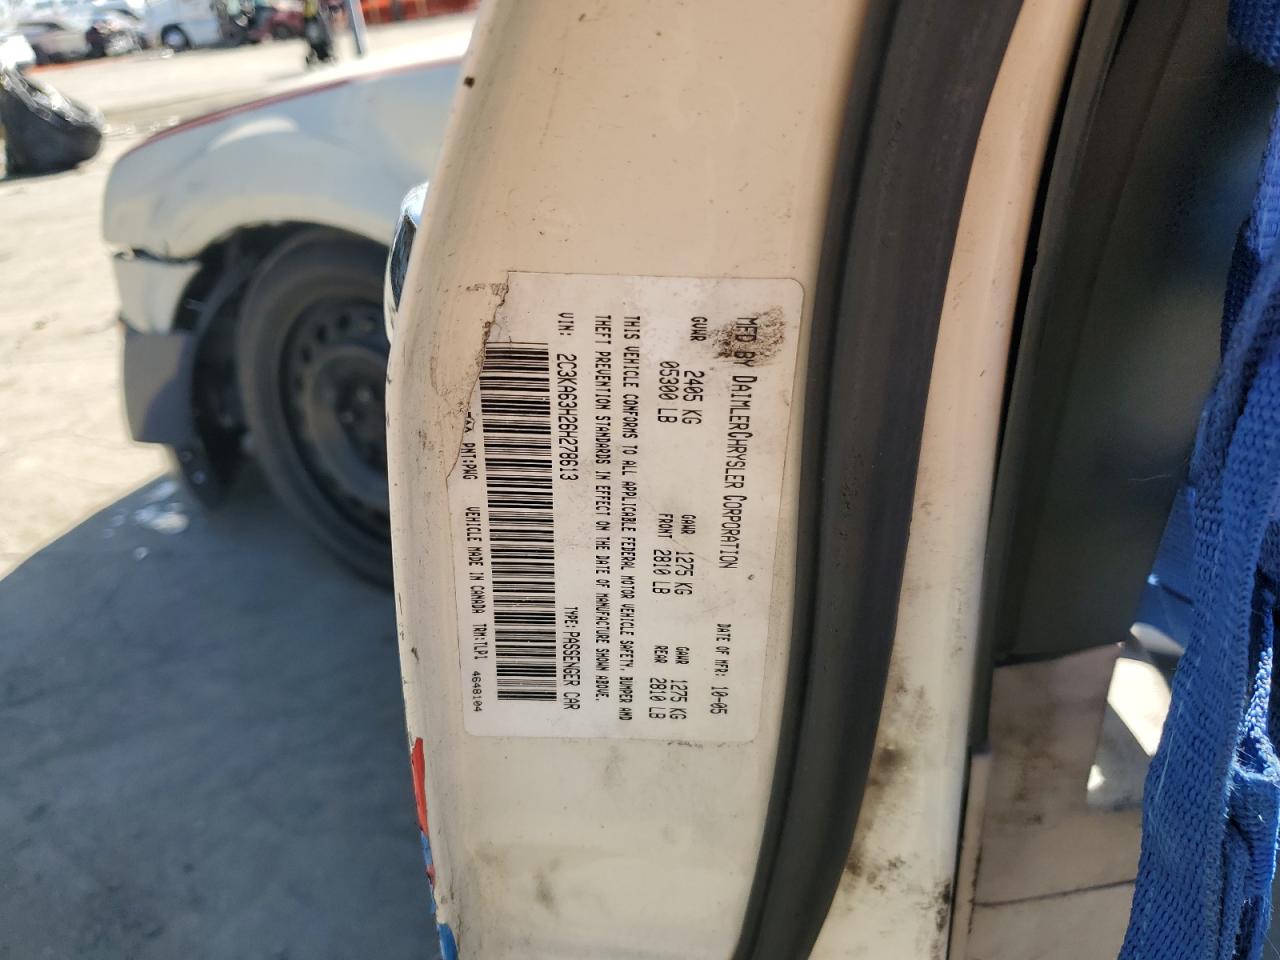 MFD BY DAIMLERCHRYSLER CORPORATION DATE OF MFR: 10-05
GVWR 2405 KG GAWR 1275 KG GAWR 1275 KG
05300 LB FRONT 2810 LB REAR 2810 LB
THIS VEHICLE CONFORMS TO ALL APPLICABLE FEDERAL MOTOR VEHICLE SAFETY, BUMPER AND
THEFT PREVENTION STANDARDS IN EFFECT ON THE DATE OF MANUFACTURE SHOWN ABOVE.
VIN: 2C3KA63H26H278613 TYPE: PASSENGER CAR
PNT:PWG VEHICLE MADE IN CANADA TRM:TLP1 4648104